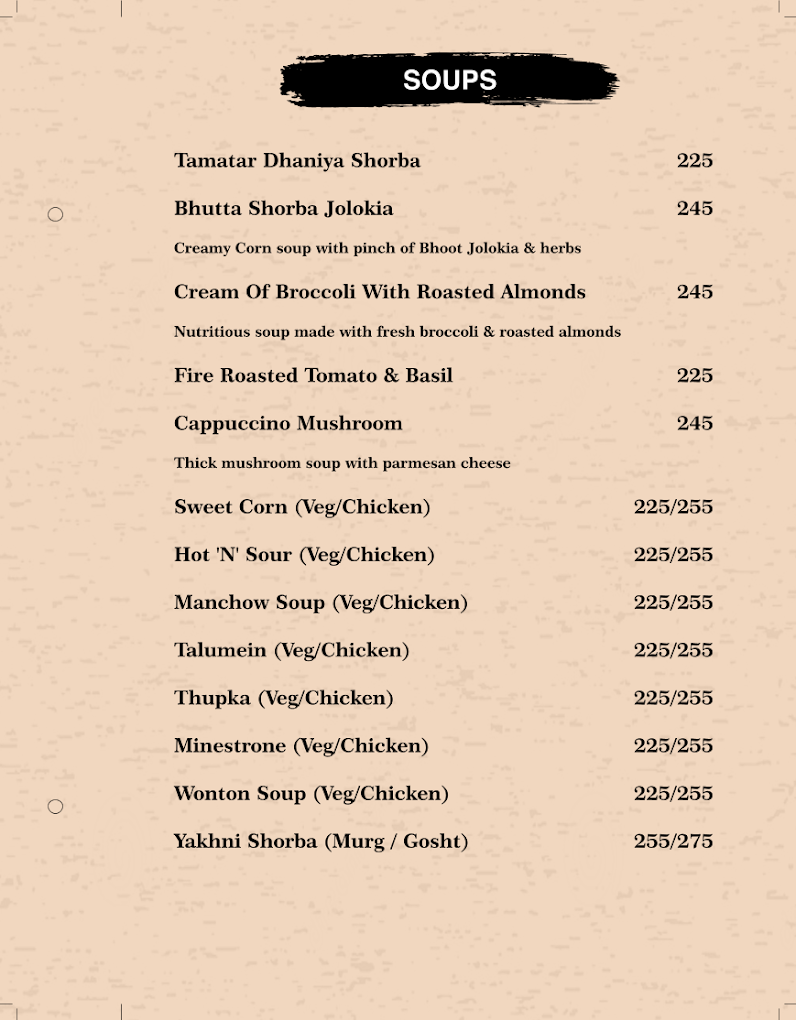 SOUPS
Tamatar Dhaniya Shorba 225
Bhutta Shorba Jolokia 245
Creamy Corn soup with pinch of Bhoot Jolokia & herbs
Cream Of Broccoli With Roasted Almonds 245
Nutritious soup made with fresh broccoli & roasted almonds
Fire Roasted Tomato & Basil 225
Cappuccino Mushroom 245
Thick mushroom soup with parmesan cheese
Sweet Corn (Veg/Chicken) 225/255
Hot 'N' Sour (Veg/Chicken) 225/255
Manchow Soup (Veg/Chicken) 225/255
Talumein (Veg/Chicken) 225/255
Thupka (Veg/Chicken) 225/255
Minestrone (Veg/Chicken) 225/255
Wonton Soup (Veg/Chicken) 225/255
Yakhni Shorba (Murg / Gosht) 255/275